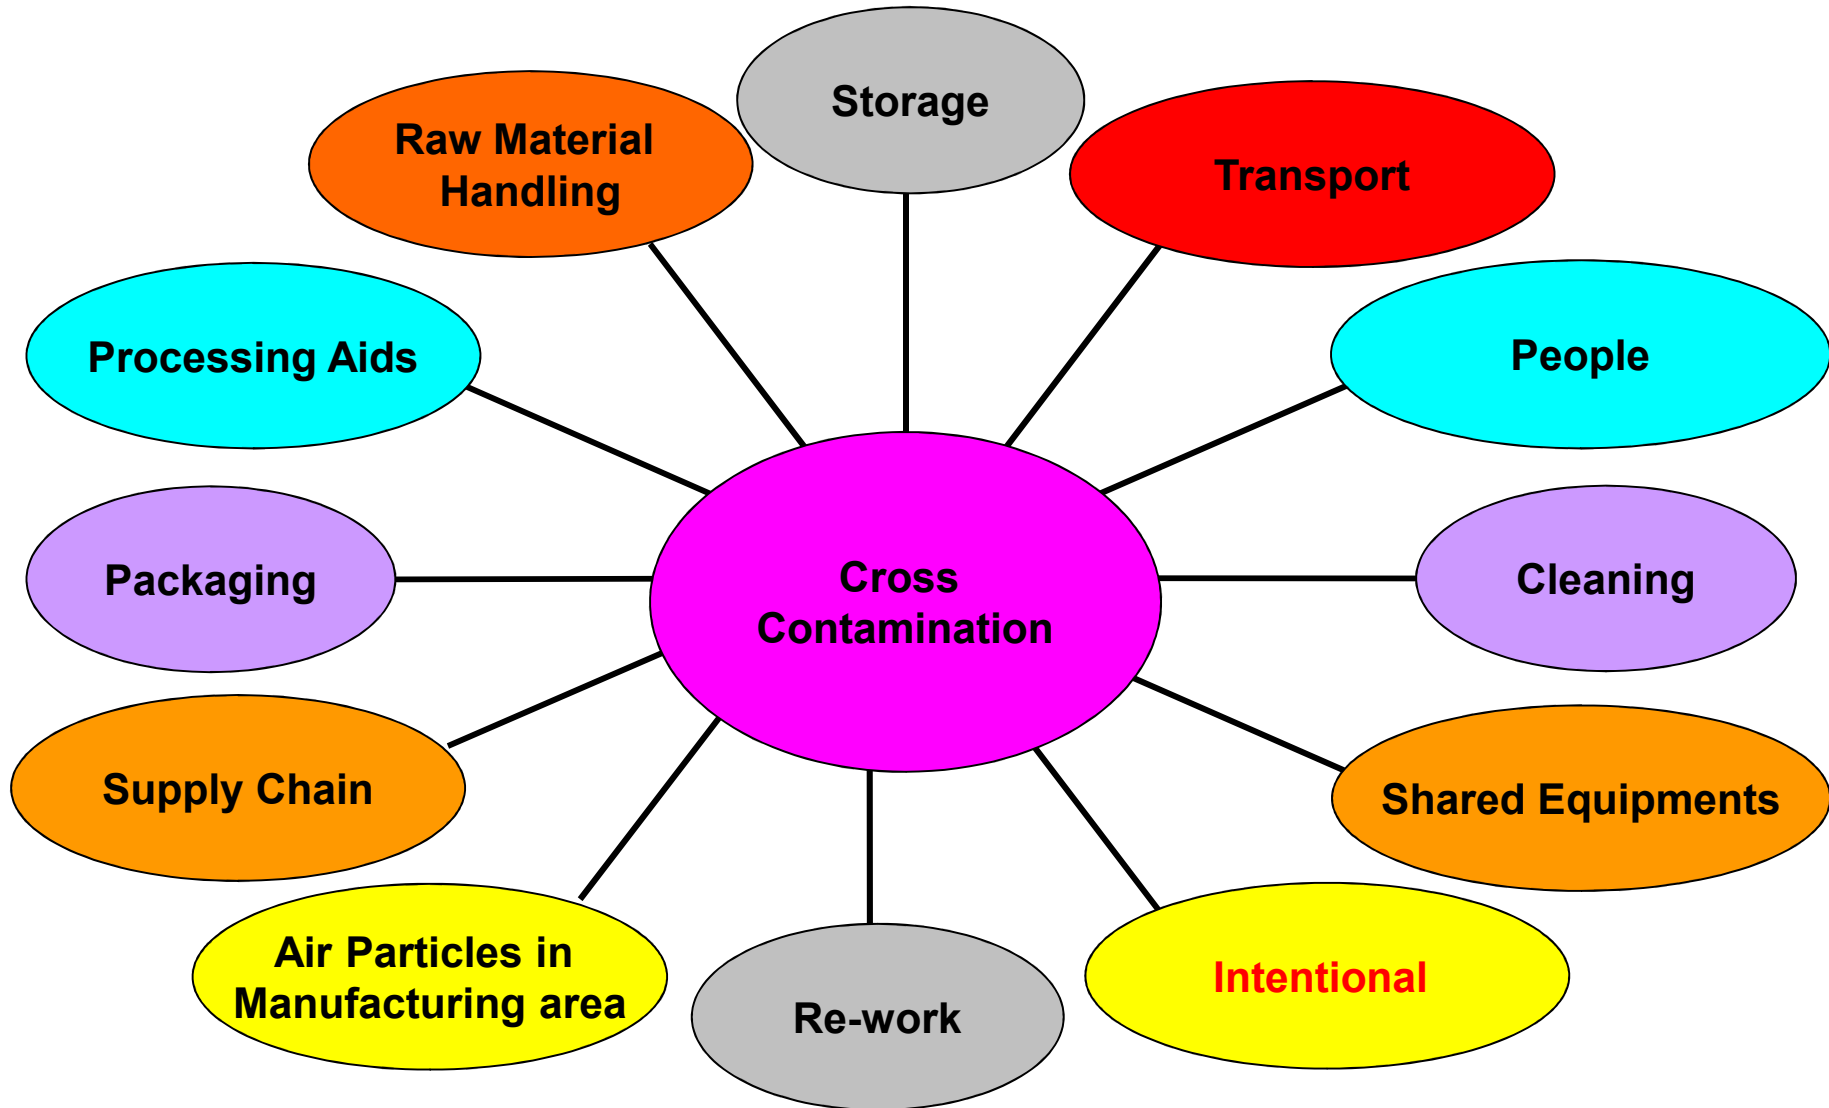 Storage
Raw Material
Handling
Transport
Processing Aids
People
Packaging
Cross
Contamination
Cleaning
Supply Chain
Shared Equipments
Air Particles in
Manufacturing area
Intentional
Re-work